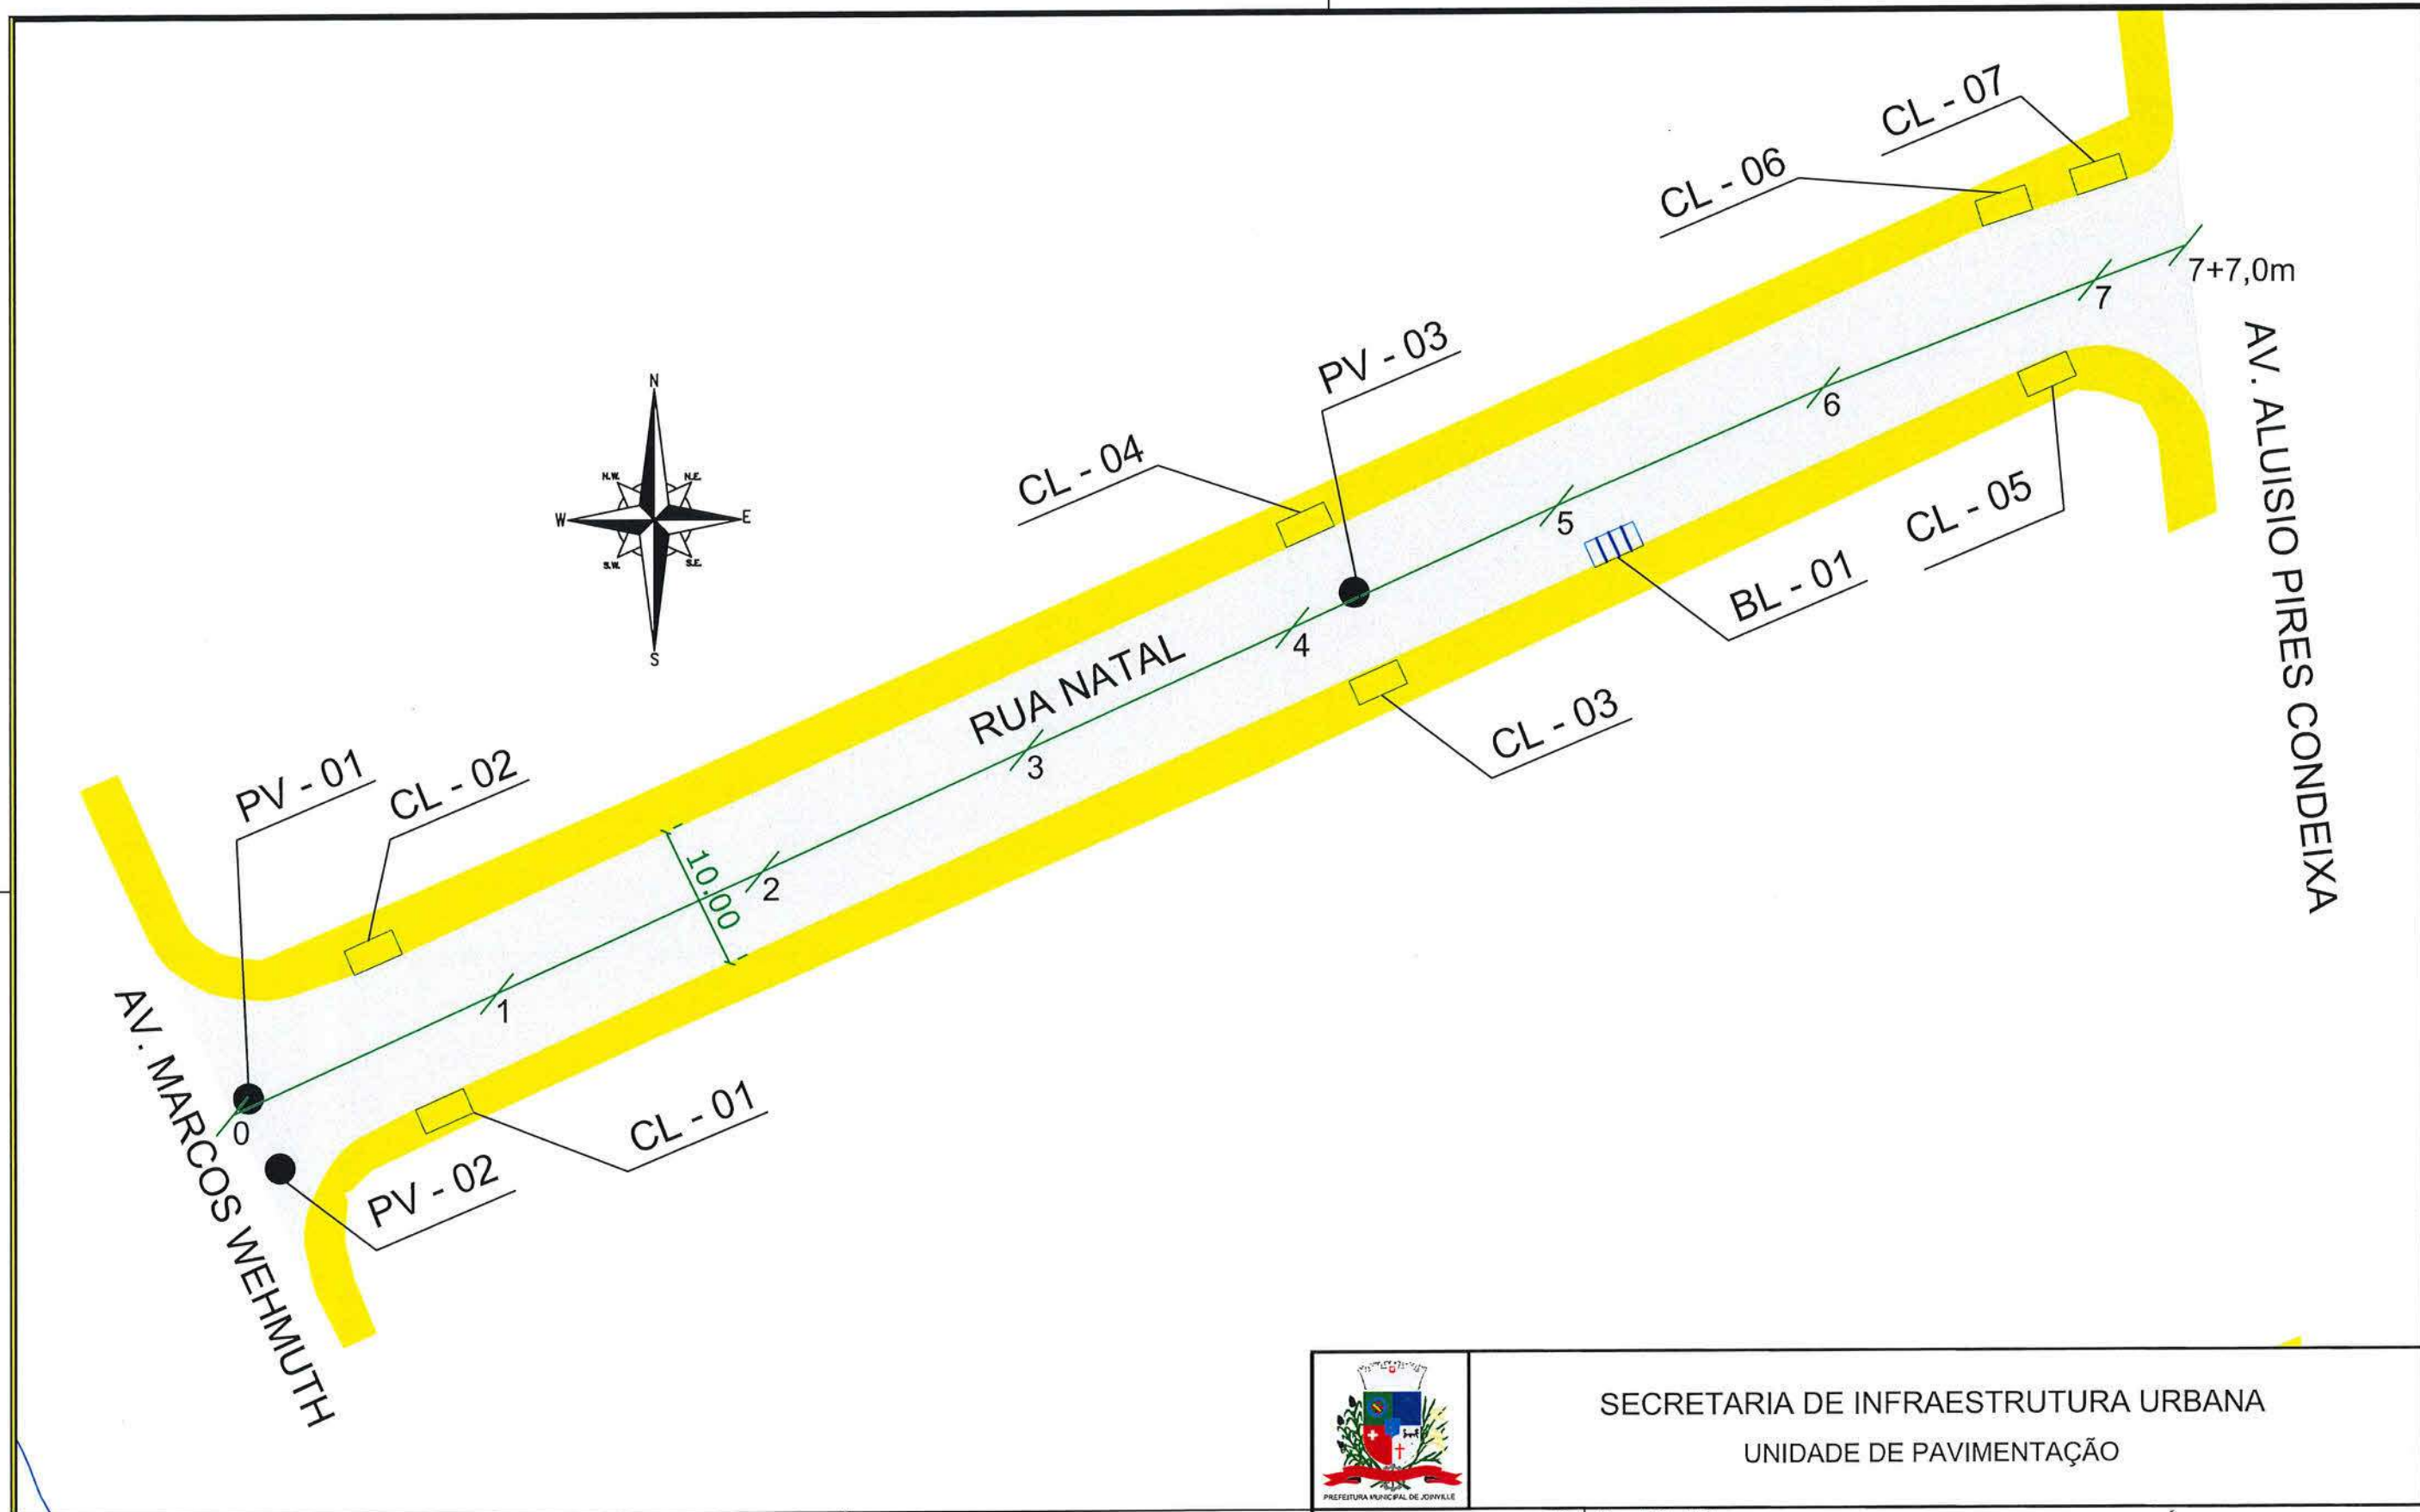 CL - 07
CL - 06
7+7,0m
7
PV - 03
AV. ALUISIO PIRES CONDEIXA
6
N
CL - 04
N.W.
N.E.
W
E
S.W.
S.E.
S
5
CL - 05
BL - 01
4
RUA NATAL
CL - 03
3
PV - 01
CL - 02
10.00
2
1
AV. MARCOS WEHMUTH
0
CL - 01
PV - 02
SECRETARIA DE INFRAESTRUTURA URBANA
UNIDADE DE PAVIMENTAÇÃO
PREFEITURA MUNICIPAL DE JOINVILLE